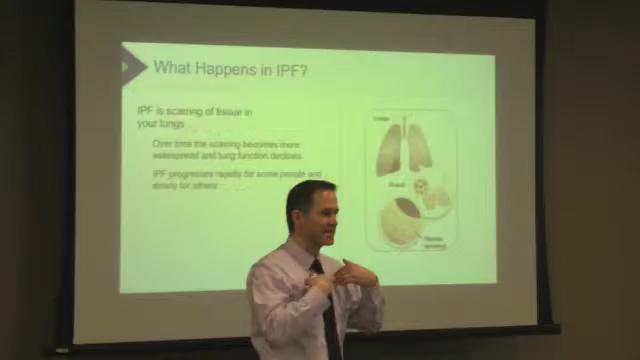 What Happens in IPF?
IPF is scarring of tissue in
your lungs
Over time the scarring becomes more
widespread and lung function declines.
IPF progresses rapidly for some people and
slowly for others
Lungs